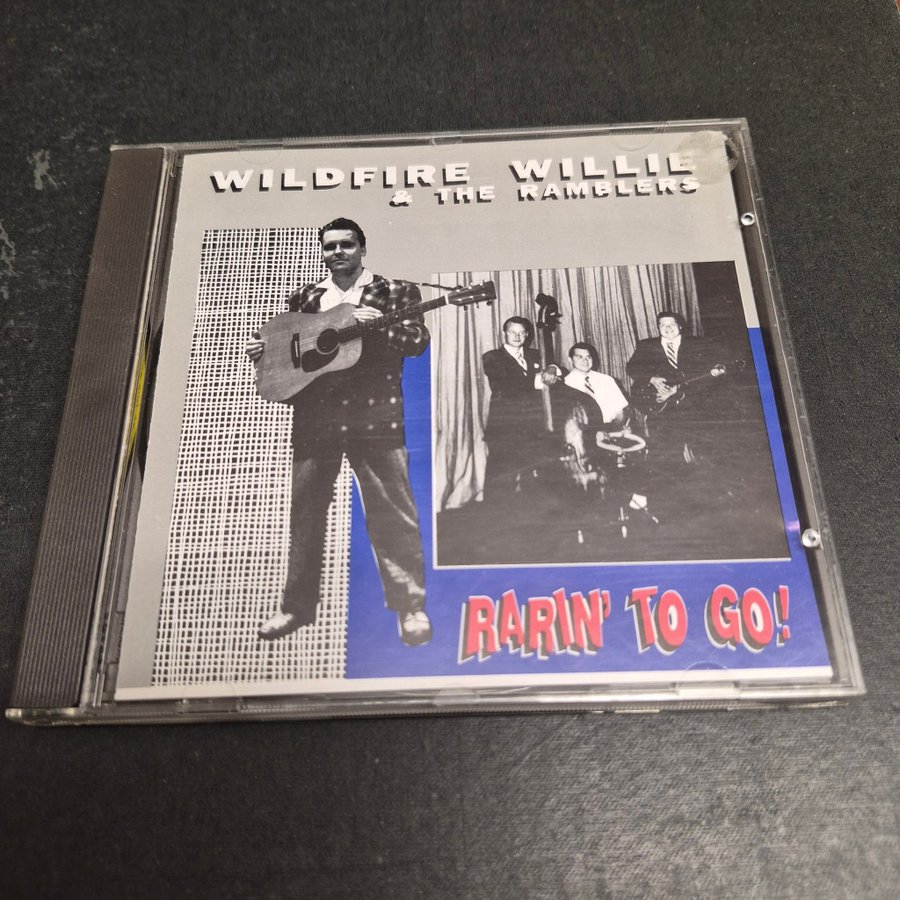 WILDFIRE WILLIE
& THE RAMBLERS
RARIN' TO GO!